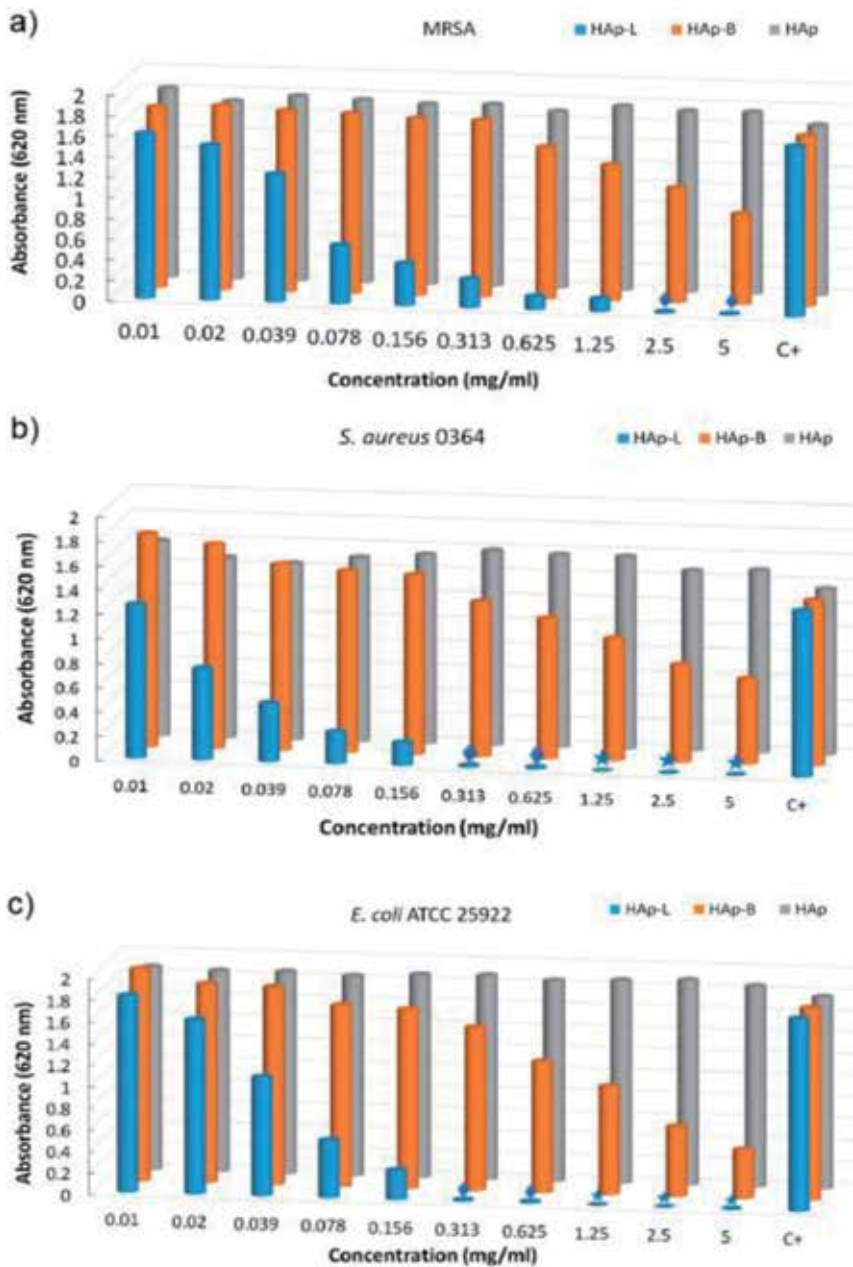 a)
MRSA
HAp-L HAp-B HAp
Absorbance (620 nm)
2
1.8
1.6
1.4
1.2
1
0.8
0.6
0.4
0.2
0
0.01 0.02 0.039 0.078 0.156 0.313 0.625 1.25 2.5 5 C+
Concentration (mg/ml)
b)
S. aureus 0364
HAp-L HAp-B HAp
Absorbance (620 nm)
2
1.8
1.6
1.4
1.2
1
0.8
0.6
0.4
0.2
0
0.01 0.02 0.039 0.078 0.156 0.313 0.625 1.25 2.5 5 C+
Concentration (mg/ml)
c)
E. coli ATCC 25922
HAp-L HAp-B HAp
Absorbance (620 nm)
2
1.8
1.6
1.4
1.2
1
0.8
0.6
0.4
0.2
0
0.01 0.02 0.039 0.078 0.156 0.313 0.625 1.25 2.5 5 C+
Concentration (mg/ml)